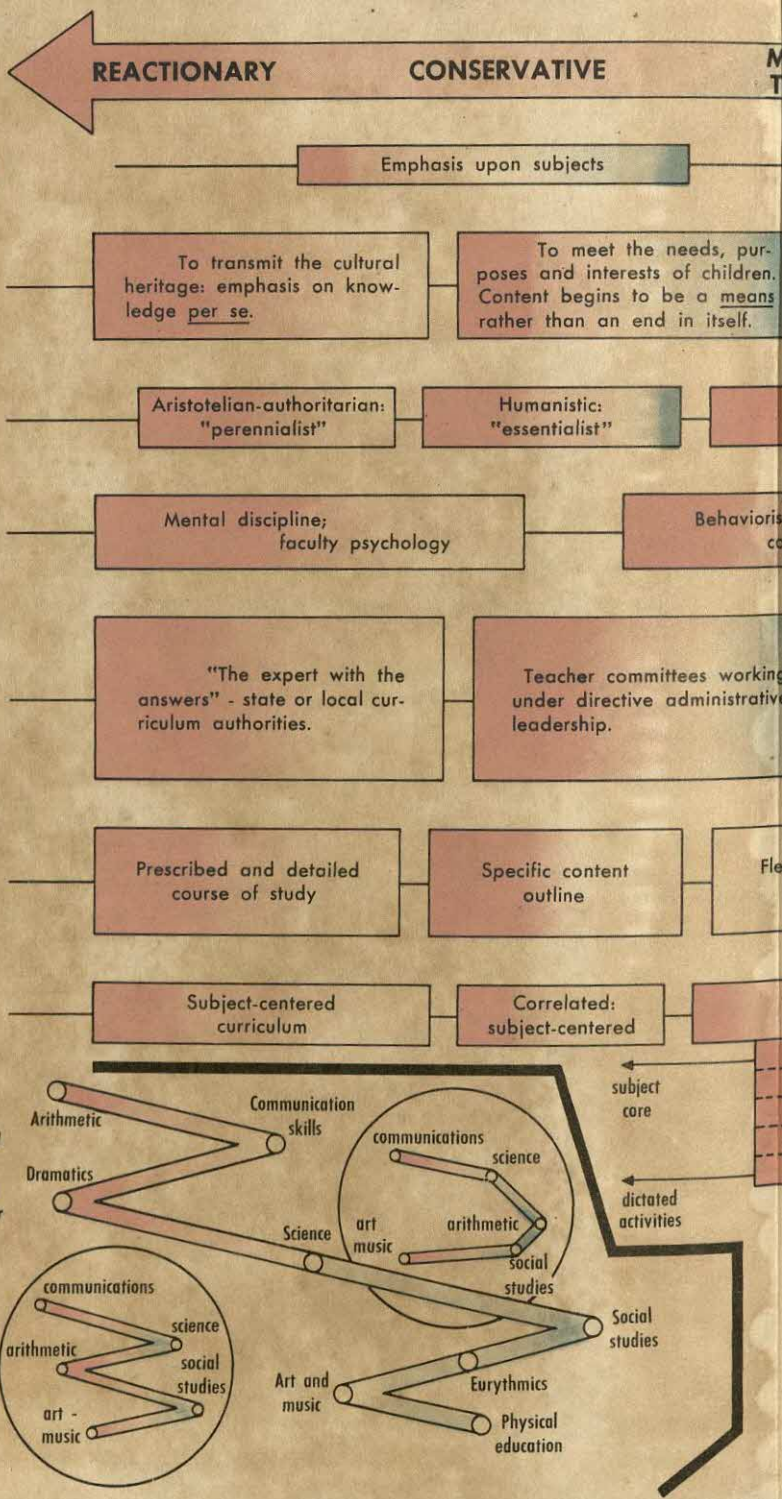 REACTIONARY CONSERVATIVE M
T
Emphasis upon subjects
To transmit the cultural
heritage: emphasis on know-
ledge per se.
To meet the needs, pur-
poses and interests of children.
Content begins to be a means
rather than an end in itself.
Aristotelian-authoritarian:
"perennialist"
Humanistic:
"essentialist"
Mental discipline;
faculty psychology
Behavioris
co
"The expert with the
answers" - state or local cur-
riculum authorities.
Teacher committees working
under directive administrative
leadership.
Prescribed and detailed
course of study
Specific content
outline
Fle
Subject-centered
curriculum
Correlated:
subject-centered
subject
core
dictated
activities
Arithmetic
Communication
skills
Dramatics
Science
Social
studies
Eurythmics
Art and
music
Physical
education
communications
science
arithmetic
art
music
social
studies
communications
science
arithmetic
social
studies
art -
music